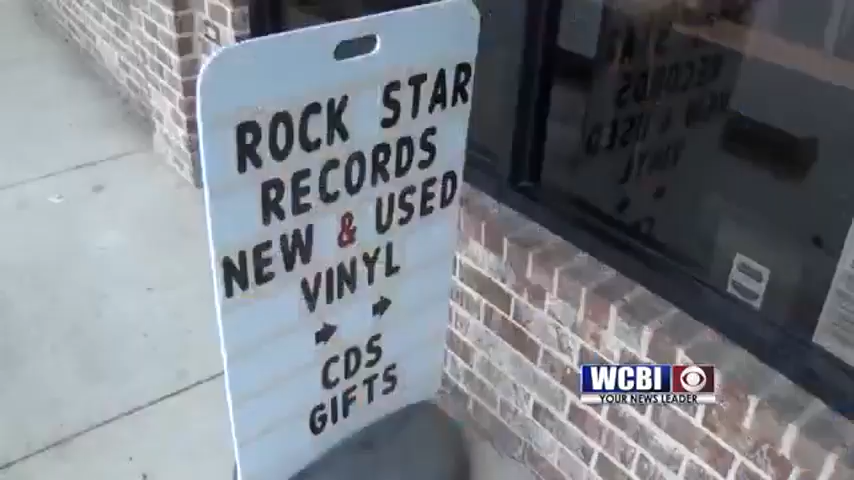 ROCK STAR
RECORDS
NEW & USED
VINYL
CDS
GIFTS
WCBI
YOUR NEWS LEADER